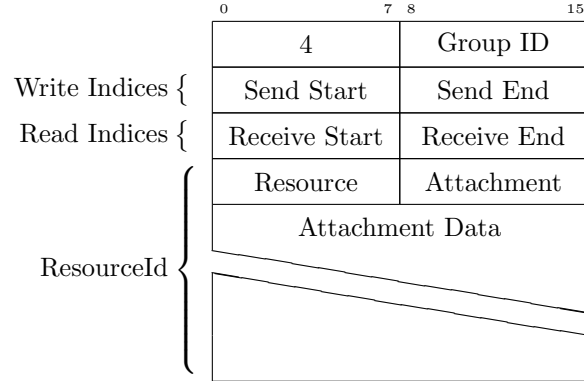 0 7 8 15
4 Group ID
Write Indices { Send Start Send End
Read Indices { Receive Start Receive End
Resource Attachment
Attachment Data
ResourceId {